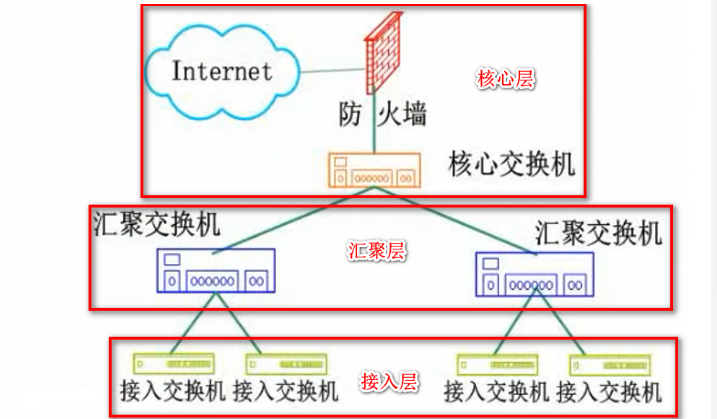 Internet
核心层
防 火墙
核心交换机
汇聚交换机
汇聚交换机
汇聚层
接入交换机 接入交换机 接入层 接入交换机 接入交换机